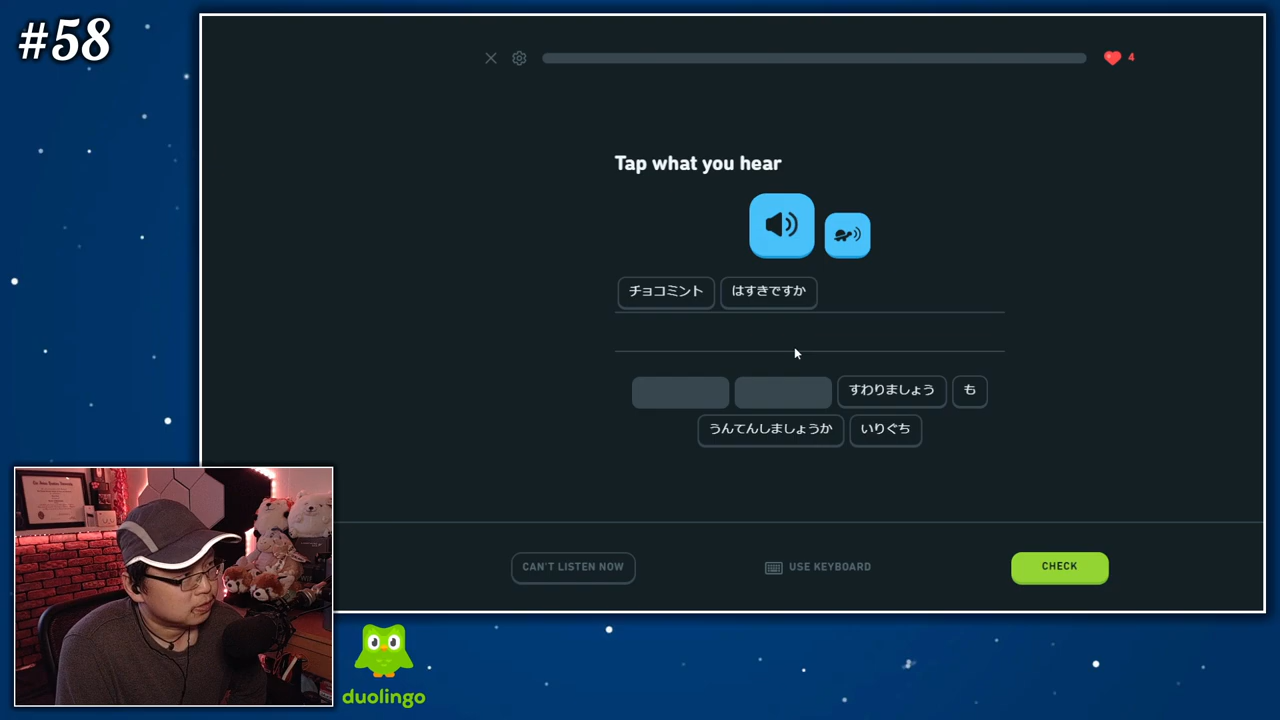 #58
4
Tap what you hear
チョコミント はすきですか
すわりましょう も
うんてんしましょうか いりぐち
CAN'T LISTEN NOW USE KEYBOARD CHECK
duolingo